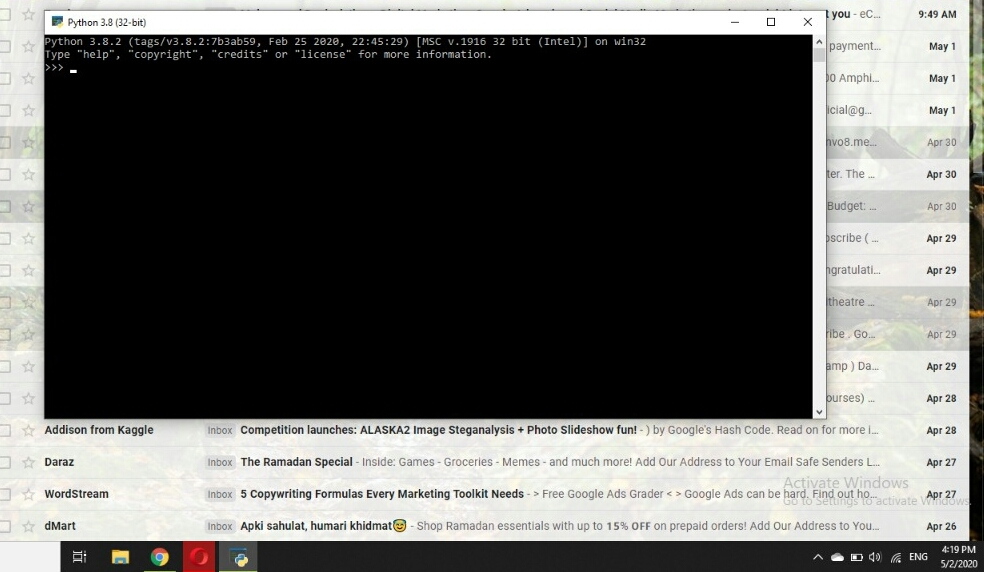 Python 3.8 (32-bit)
t you - eC... 9:49 AM
Python 3.8.2 (tags/v3.8.2:7b3ab59, Feb 25 2020, 22:45:29) [MSC v.1916 32 bit (Intel)] on win32
Type "help", "copyright", "credits" or "license" for more information.
>>>
payment... May 1
00 Amphi... May 1
icial@g... May 1
nvo8.me... Apr 30
ter. The ... Apr 30
Budget: ... Apr 30
bscribe ( ... Apr 29
ngratulati... Apr 29
itheatre ... Apr 29
ribe . Go... Apr 29
amp ) Da... Apr 29
ourses) ... Apr 28
Addison from Kaggle Inbox Competition launches: ALASKA2 Image Steganalysis + Photo Slideshow fun! - ) by Google's Hash Code. Read on for more i... Apr 28
Daraz Inbox The Ramadan Special - Inside: Games - Groceries - Memes - and much more! Add Our Address to Your Email Safe Senders L... Apr 27
Activate Windows
WordStream Inbox 5 Copywriting Formulas Every Marketing Toolkit Needs - > Free Google Ads Grader < > Google Ads can be hard. Find out ho... Apr 27
Go to Settings to activate Windows.
dMart Inbox Apki sahulat, humari khidmat😇 - Shop Ramadan essentials with up to 15% OFF on prepaid orders! Add Our Address to You... Apr 26
ENG
4:19 PM
5/2/2020